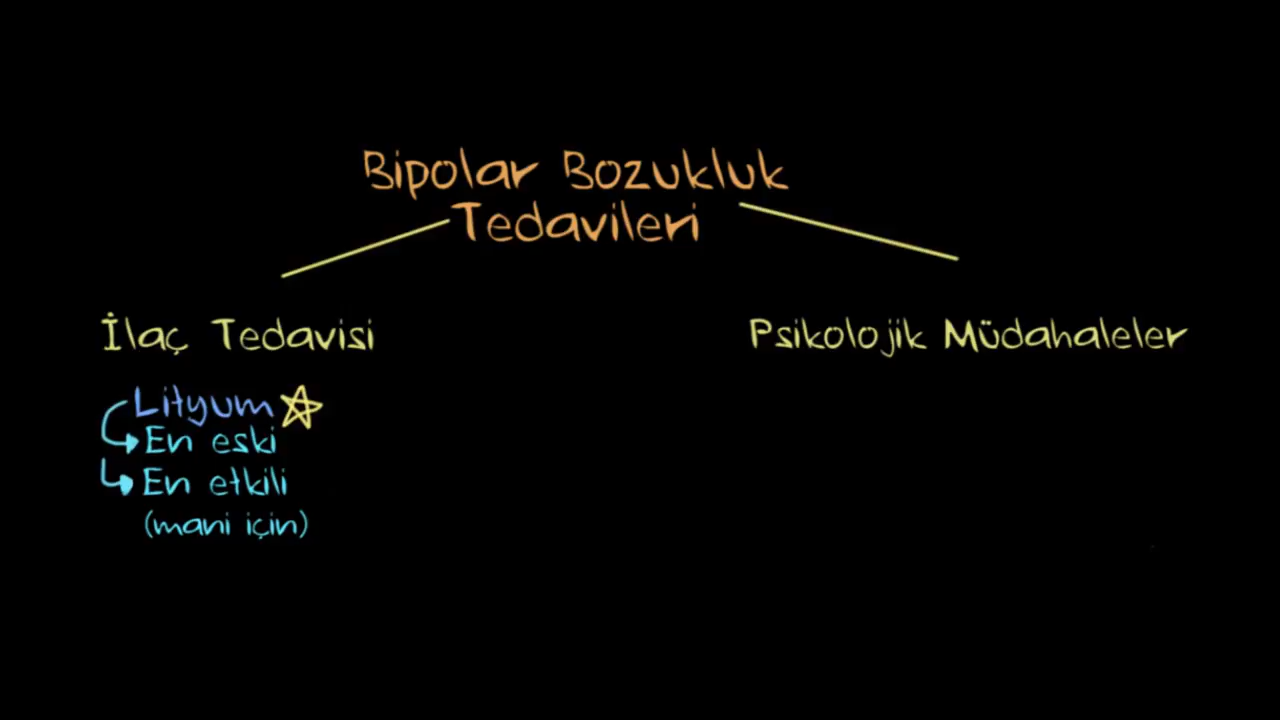 Bipolar Bozukluk
Tedavileri
İlaç Tedavisi
Psikolojik Müdahaleler
Lityum
En eski
En etkili
(mani için)